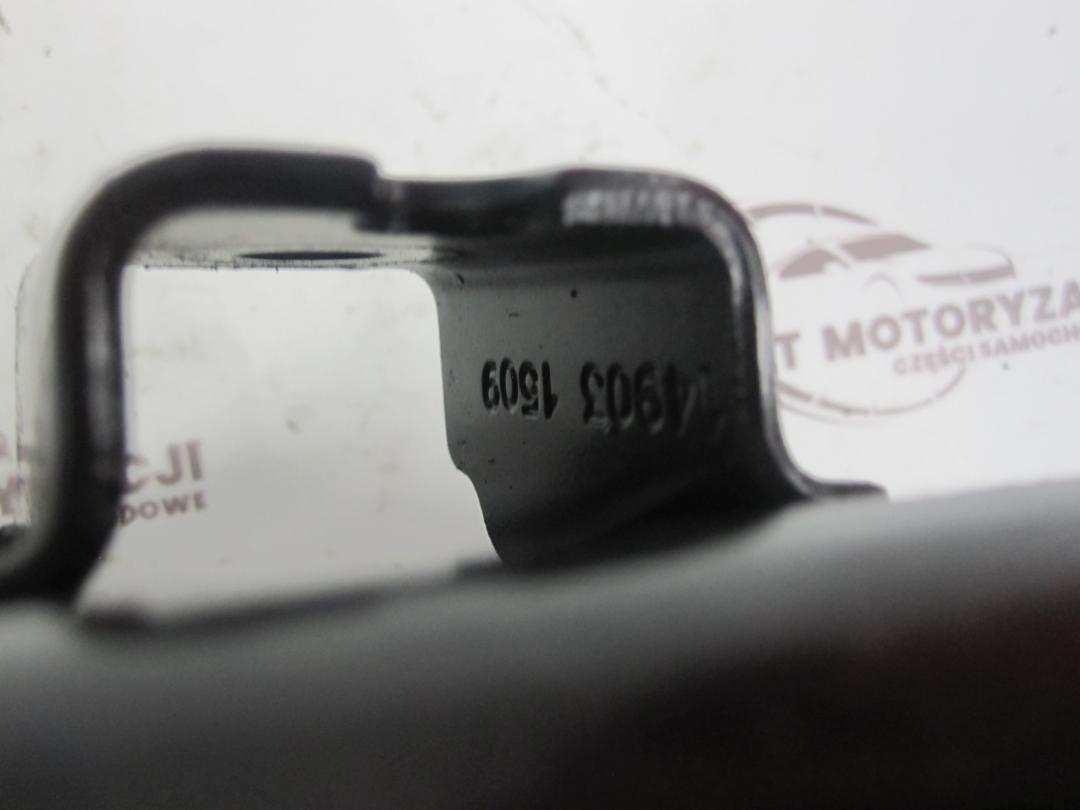 T MOTORYZA
CZĘŚCI SAMOCH
4903 1509
CJI
DOWE